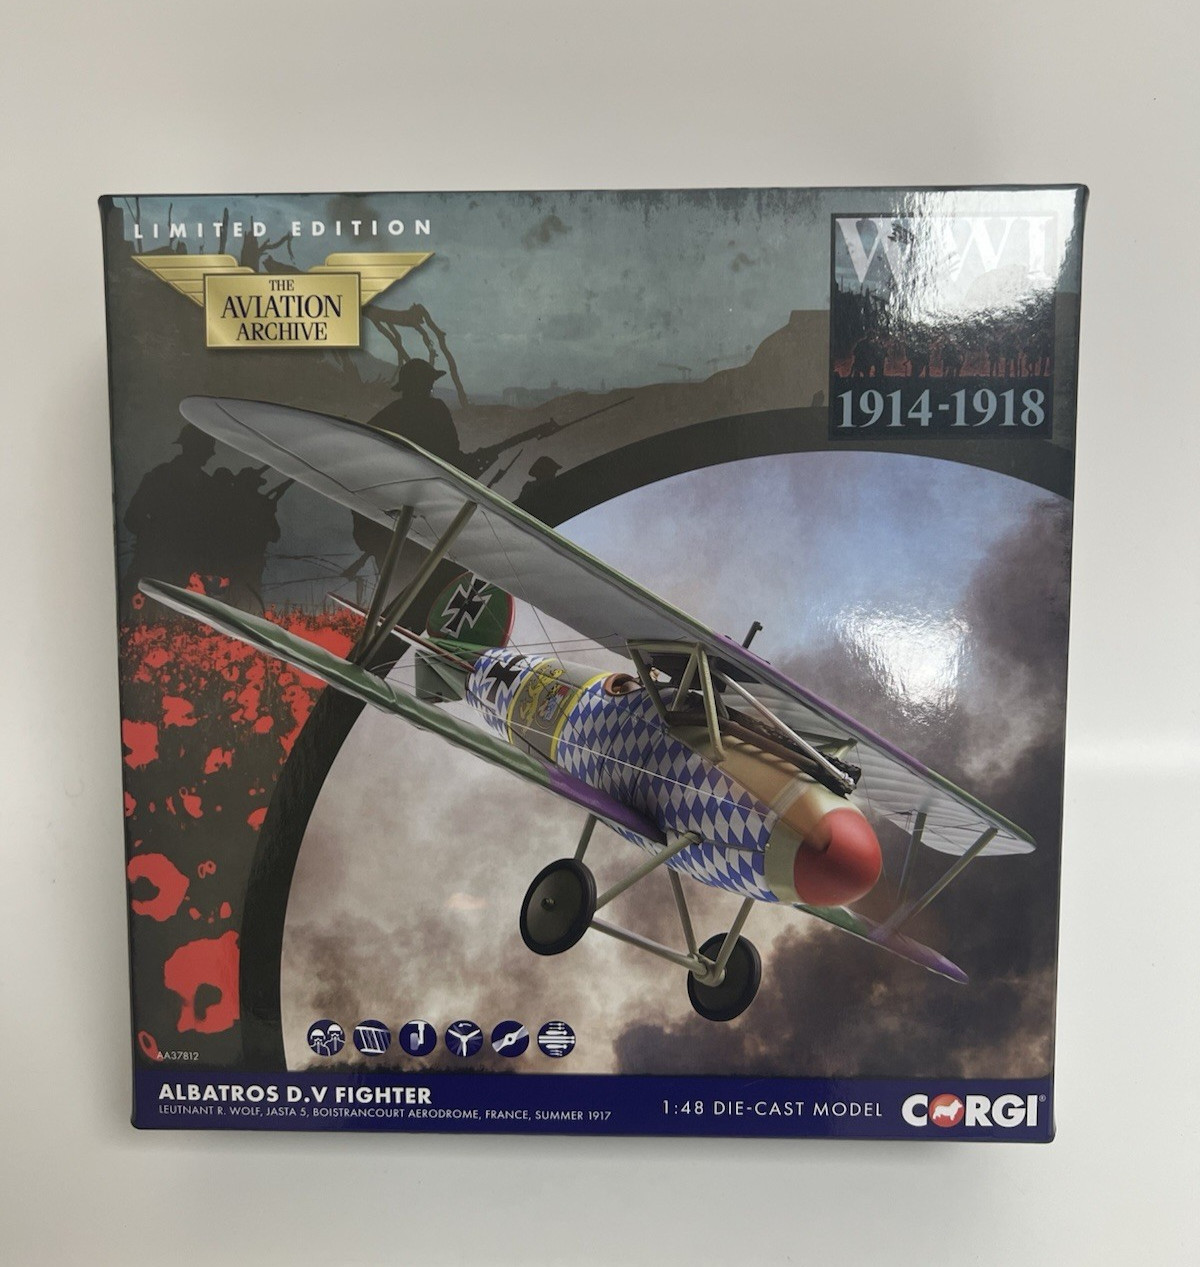 LIMITED EDITION
THE
AVIATION
ARCHIVE
WWI
1914-1918
AA37812
ALBATROS D.V FIGHTER
LEUTNANT R. WOLF, JASTA 5, BOISTRANCOURT AERODROME, FRANCE, SUMMER 1917
1:48 DIE-CAST MODEL
CORGI®